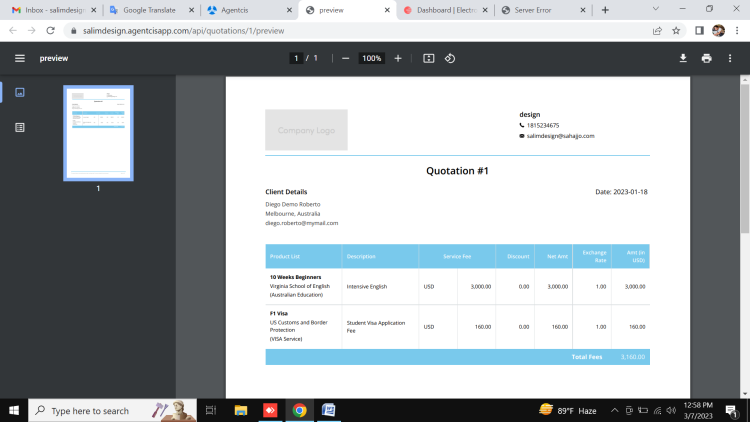 Inbox - salimdesign
Google Translate
Agentcis
preview
Dashboard | Electro
Server Error
salimdesign.agentcisapp.com/api/quotations/1/preview
preview
1 / 1
100%
1
Company Logo
design
1815234675
salimdesign@sahajjo.com
Quotation #1
Client Details
Date: 2023-01-18
Diego Demo Roberto
Melbourne, Australia
diego.roberto@mymail.com
Product List Description Service Fee Discount Net Amt Exchange Rate Amt (in USD)
10 Weeks Beginners
Virginia School of English
(Australian Education)
Intensive English USD 3,000.00 0.00 3,000.00 1.00 3,000.00
F1 Visa
US Customs and Border
Protection
(VISA Service)
Student Visa Application
Fee
USD 160.00 0.00 160.00 1.00 160.00
Total Fees 3,160.00
Type here to search
89°F Haze
12:58 PM
3/7/2023
1